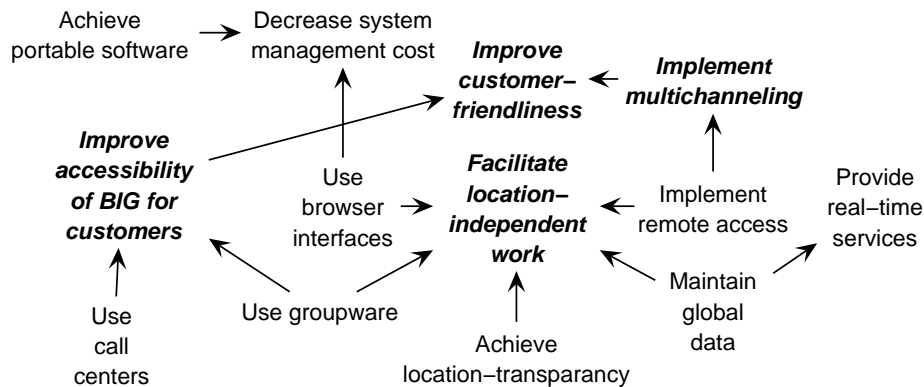 Achieve
portable software
Decrease system
management cost
Improve
customer–
friendliness
Implement
multichanneling
Improve
accessibility
of BIG for
customers
Use
browser
interfaces
Facilitate
location–
independent
work
Implement
remote access
Provide
real–time
services
Use
call
centers
Use groupware
Achieve
location–transparancy
Maintain
global
data